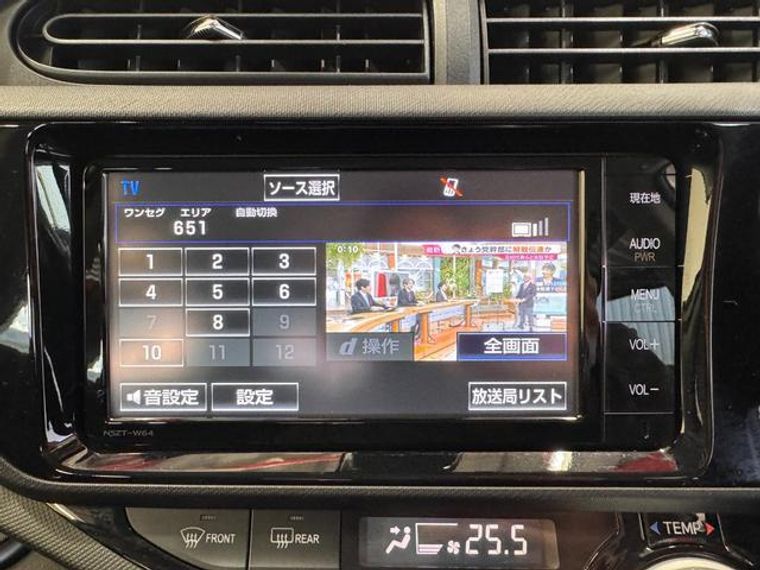 TV
ソース選択
現在地
ワンセグ エリア 自動切換
651
AUDIO
PWR
0:10
きょう党幹部に解散伝達か
1 2 3
4 5 6
MENU
CTRL
7 8 9
10 11 12
d 操作
全画面
VOL+
音設定
設定
放送局リスト
VOL-
NSZT-W64
FRONT
REAR
25.5
TEMP